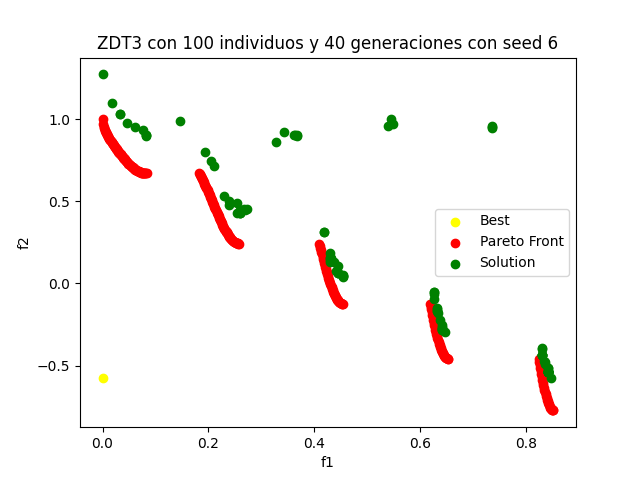 ZDT3 con 100 individuos y 40 generaciones con seed 6
1.0
0.5
0.0
−0.5
f2
Best
Pareto Front
Solution
0.0 0.2 0.4 0.6 0.8
f1